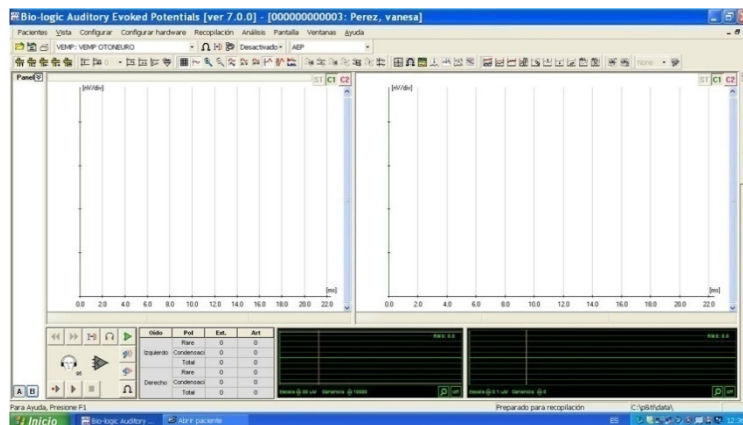 Bio-logic Auditory Evoked Potentials [ver 7.0.0] - [000000000003: Perez, vanesa]
Pacientes Vista Configurar Configurar hardware Recopilación Análisis Pantalla Ventanas Ayuda
VEMP: VEMP OTONEURO Desactivado AEP
None
Panel ST C1 C2 ST C1 C2
[nV/div] [nV/div]
[ms] [ms]
0.0 2.0 4.0 6.0 8.0 10.0 12.0 14.0 16.0 18.0 20.0 22.0 0.0 2.0 4.0 6.0 8.0 10.0 12.0 14.0 16.0 18.0 20.0 22.0
Oído Pol Ext. Art
Rare 0 0
Izquierdo Condensaci 0 0
Total 0 0
Rare 0 0
Derecho Condensaci 0 0
Total 0 0
A B
Para Ayuda, Presione F1 Preparado para recopilación C:\pBtl\data\
Inicio Bio-logic Auditory ... Abrir paciente ES